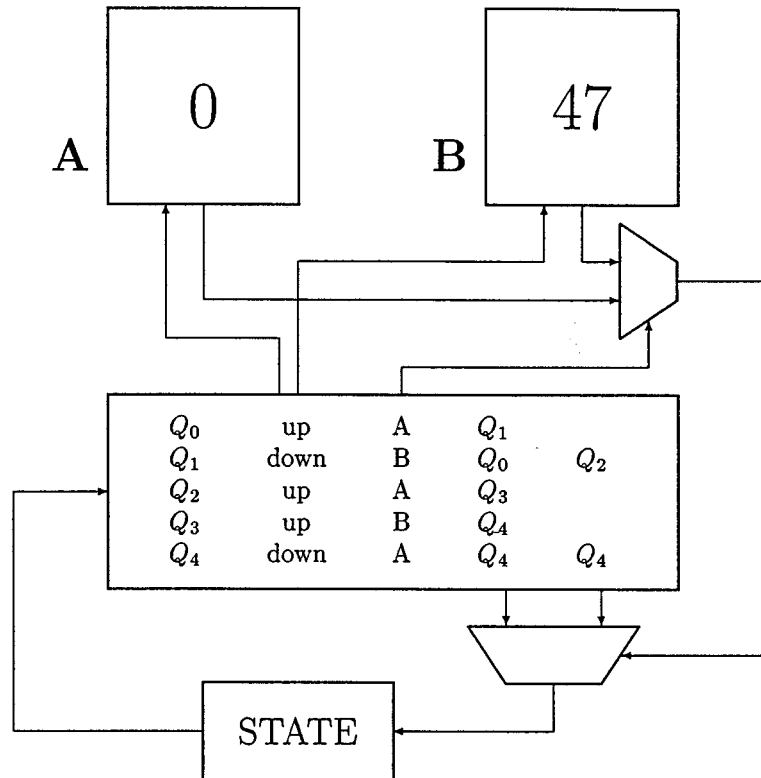 0
47
A
B
Q₀ up A Q₁
Q₁ down B Q₀ Q₂
Q₂ up A Q₃
Q₃ up B Q₄
Q₄ down A Q₄ Q₄
STATE